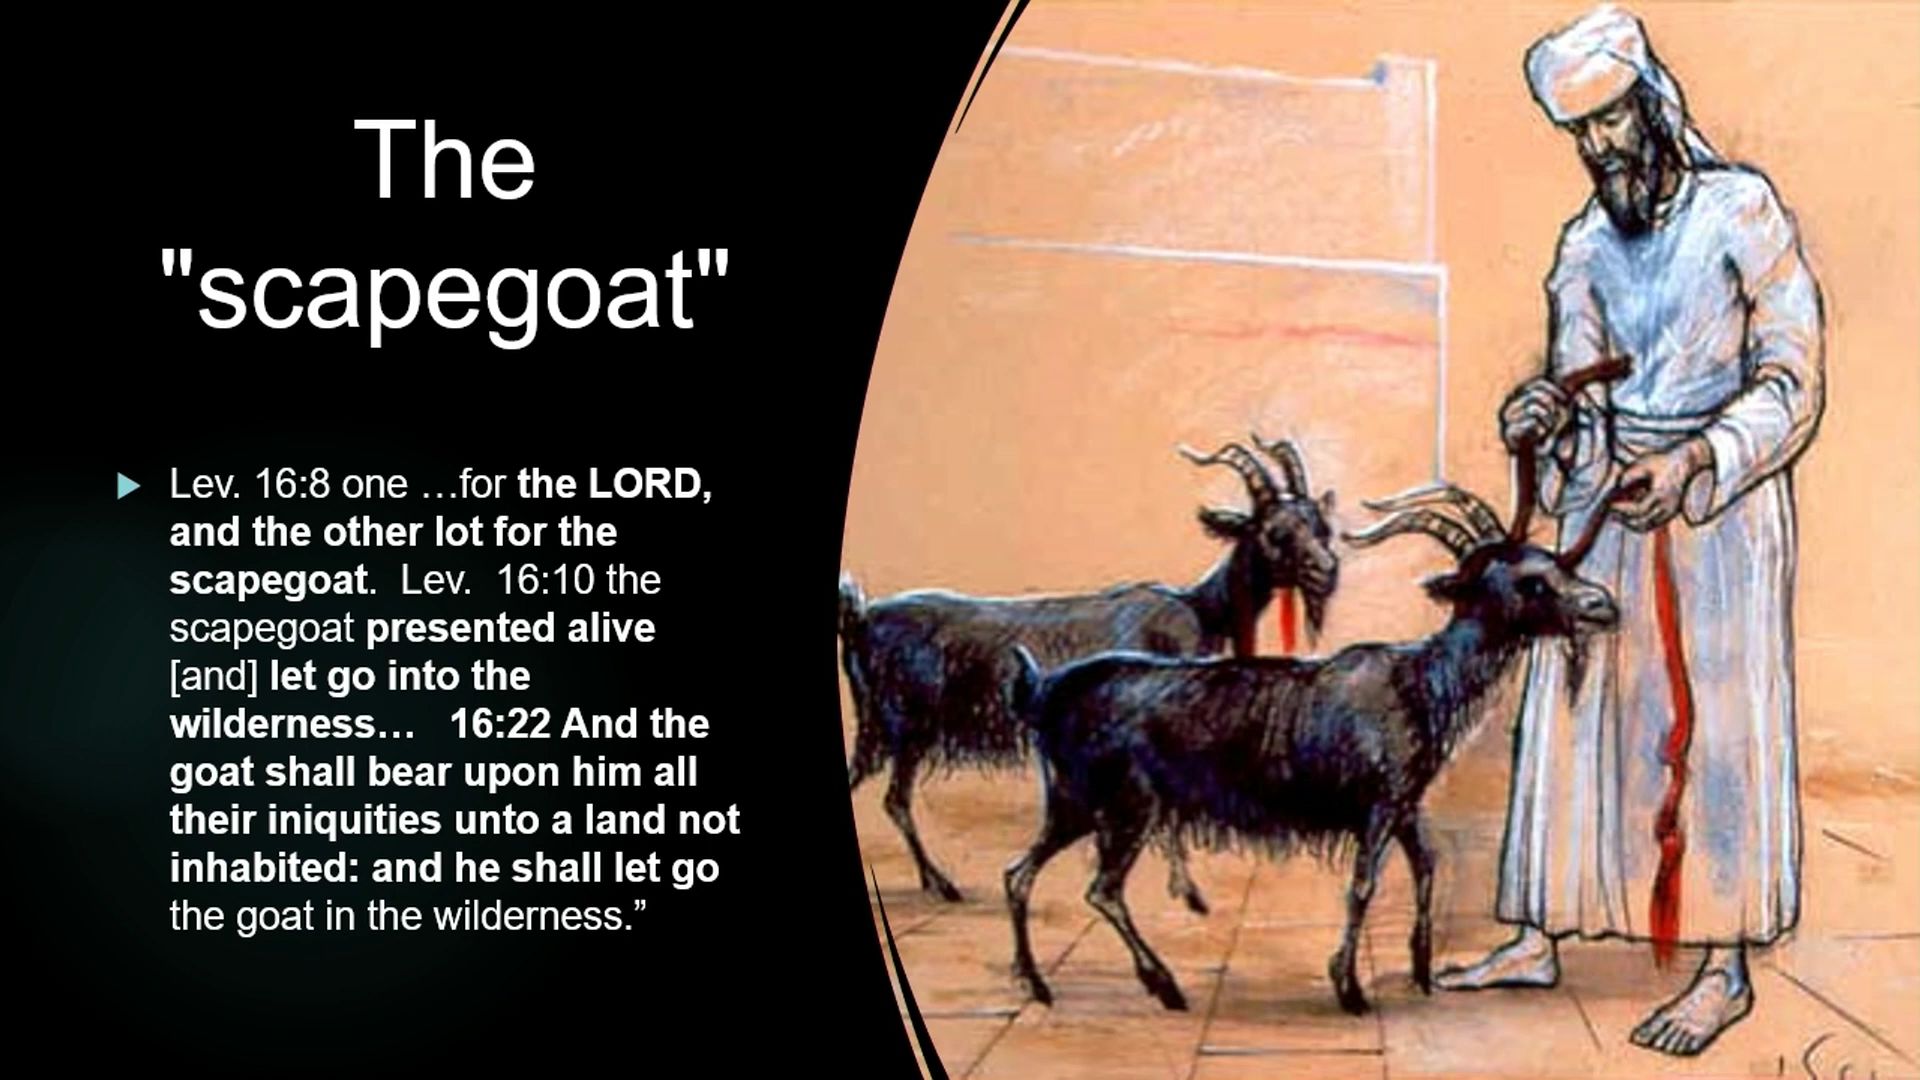 The
"scapegoat"
Lev. 16:8 one …for the LORD,
and the other lot for the
scapegoat.  Lev.  16:10 the
scapegoat presented alive
[and] let go into the
wilderness…   16:22 And the
goat shall bear upon him all
their iniquities unto a land not
inhabited: and he shall let go
the goat in the wilderness.”